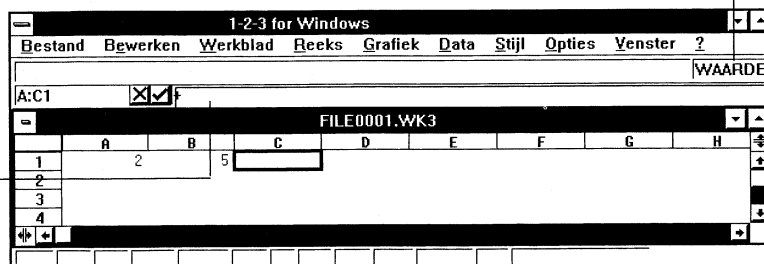 1-2-3 for Windows
Bestand Bewerken Werkblad Reeks Grafiek Data Stijl Opties Venster ?
WAARDE
A:C1 +
FILE0001.WK3
A B C D E F G H
1 2 5
2
3
4